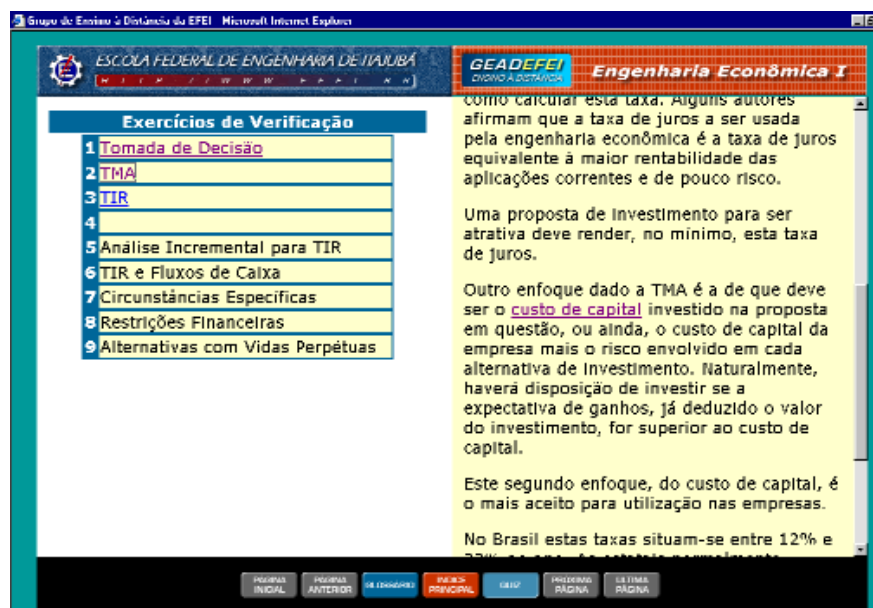 Grupo de Ensino à Distância da EFEI Microsoft Internet Explorer
ESCOLA FEDERAL DE ENGENHARIA DE ITAJUBÁ
GEADEFEI
ENSINO À DISTÂNCIA
Engenharia Econômica I
Exercícios de Verificação
1 Tomada de Decisão
2 TMA
3 TIR
4
5 Análise Incremental para TIR
6 TIR e Fluxos de Caixa
7 Circunstâncias Específicas
8 Restrições Financeiras
9 Alternativas com Vidas Perpétuas
como calcular esta taxa. Alguns autores
afirmam que a taxa de juros a ser usada
pela engenharia econômica é a taxa de juros
equivalente à maior rentabilidade das
aplicações correntes e de pouco risco.
Uma proposta de investimento para ser
atrativa deve render, no mínimo, esta taxa
de juros.
Outro enfoque dado a TMA é a de que deve
ser o custo de capital investido na proposta
em questão, ou ainda, o custo de capital da
empresa mais o risco envolvido em cada
alternativa de investimento. Naturalmente,
haverá disposição de investir se a
expectativa de ganhos, já deduzido o valor
do investimento, for superior ao custo de
capital.
Este segundo enfoque, do custo de capital, é
o mais aceito para utilização nas empresas.
No Brasil estas taxas situam-se entre 12% e
PÁGINA INICIAL
PÁGINA ANTERIOR
GLOSSÁRIO
ÍNDICE PRINCIPAL
QUIZ
PRÓXIMA PÁGINA
ÚLTIMA PÁGINA